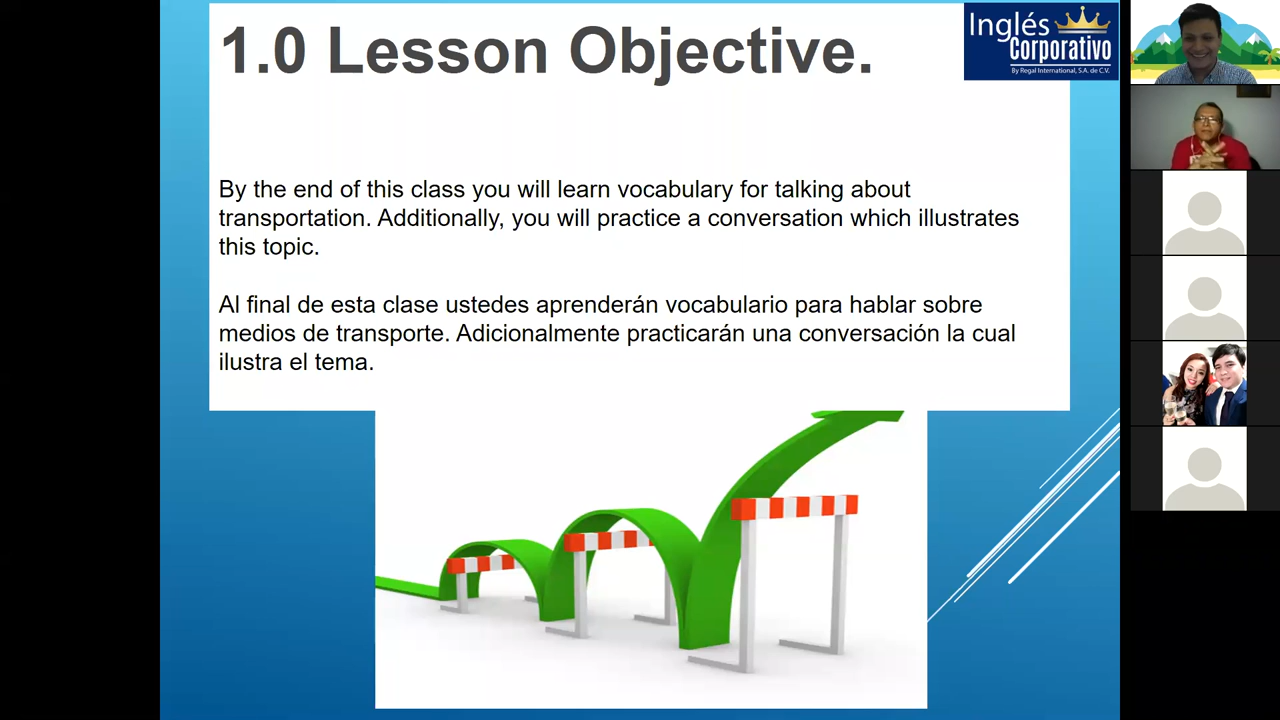 1.0 Lesson Objective.
Inglés
Corporativo
By Regal International, S.A. de C.V.
By the end of this class you will learn vocabulary for talking about
transportation. Additionally, you will practice a conversation which illustrates
this topic.
Al final de esta clase ustedes aprenderán vocabulario para hablar sobre
medios de transporte. Adicionalmente practicarán una conversación la cual
ilustra el tema.